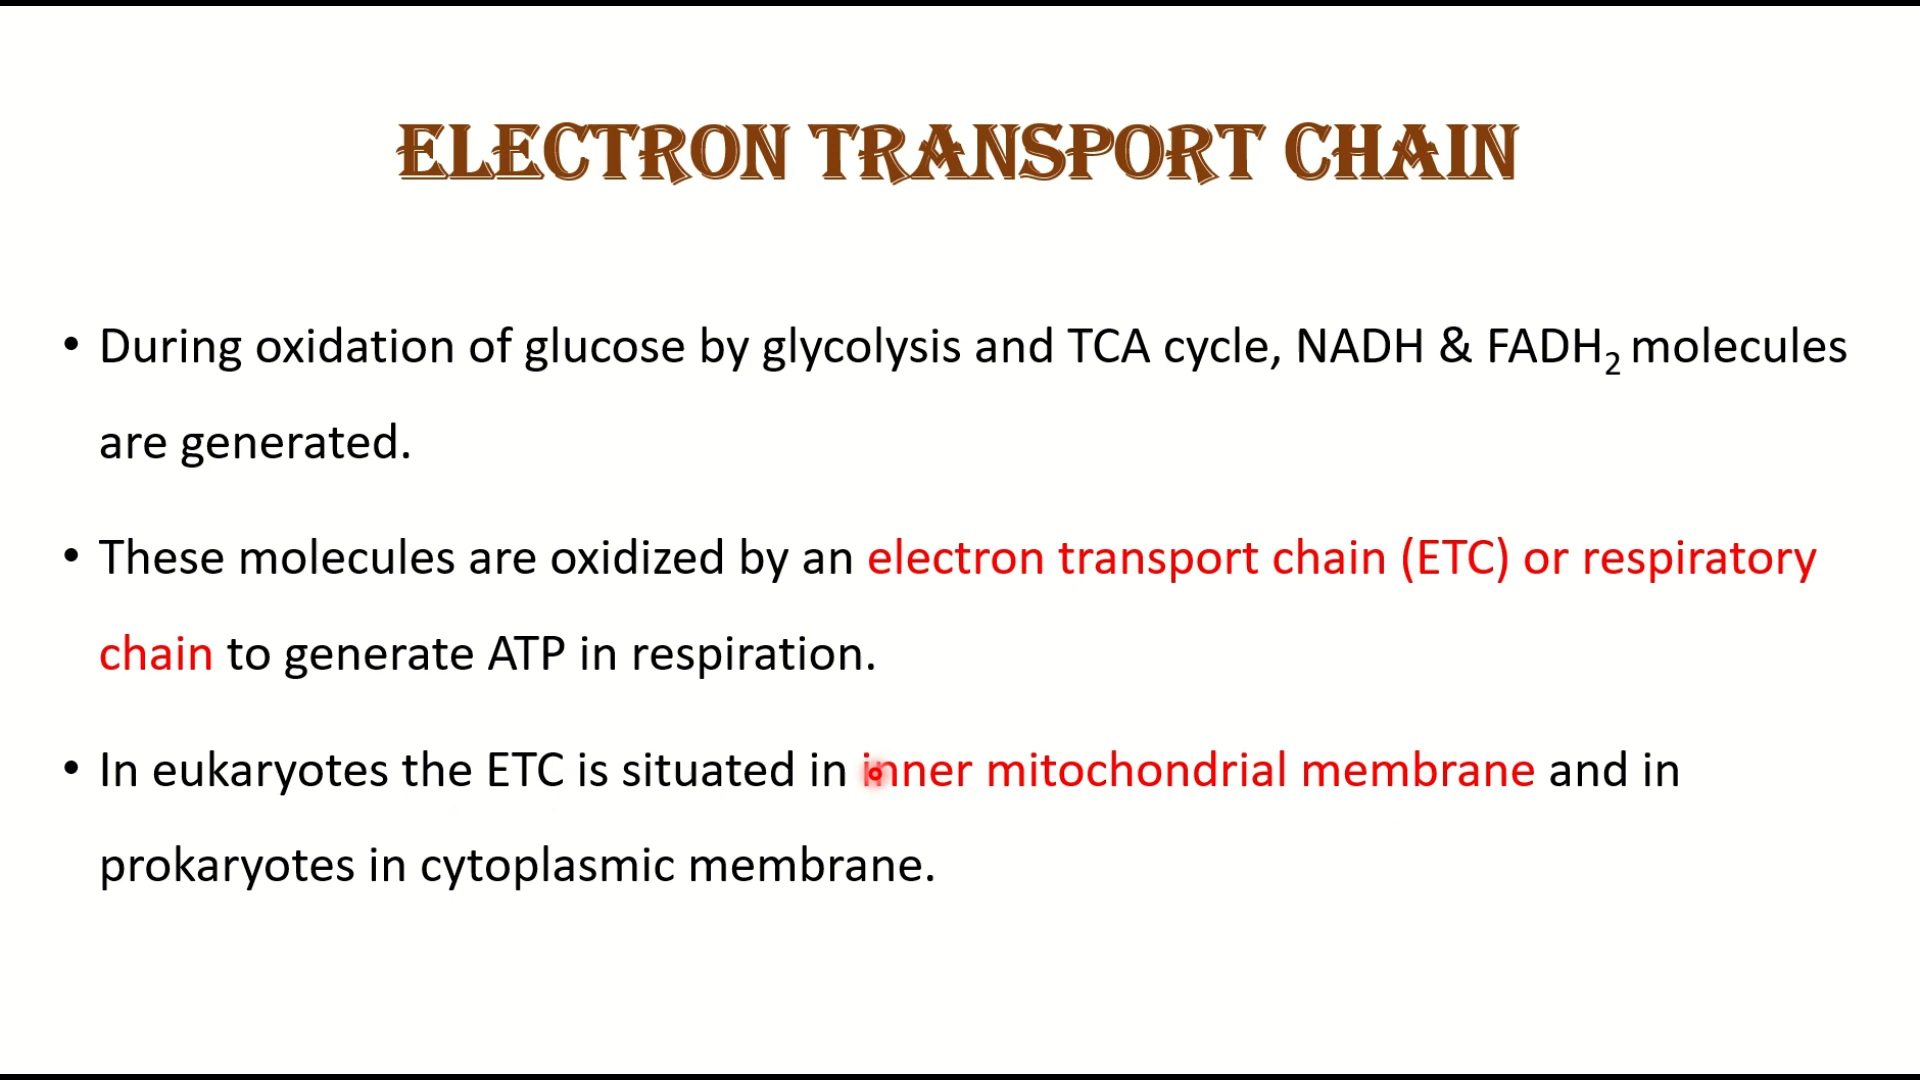 ELECTRON TRANSPORT CHAIN
• During oxidation of glucose by glycolysis and TCA cycle, NADH & FADH₂ molecules
are generated.
• These molecules are oxidized by an electron transport chain (ETC) or respiratory
chain to generate ATP in respiration.
• In eukaryotes the ETC is situated in inner mitochondrial membrane and in
prokaryotes in cytoplasmic membrane.